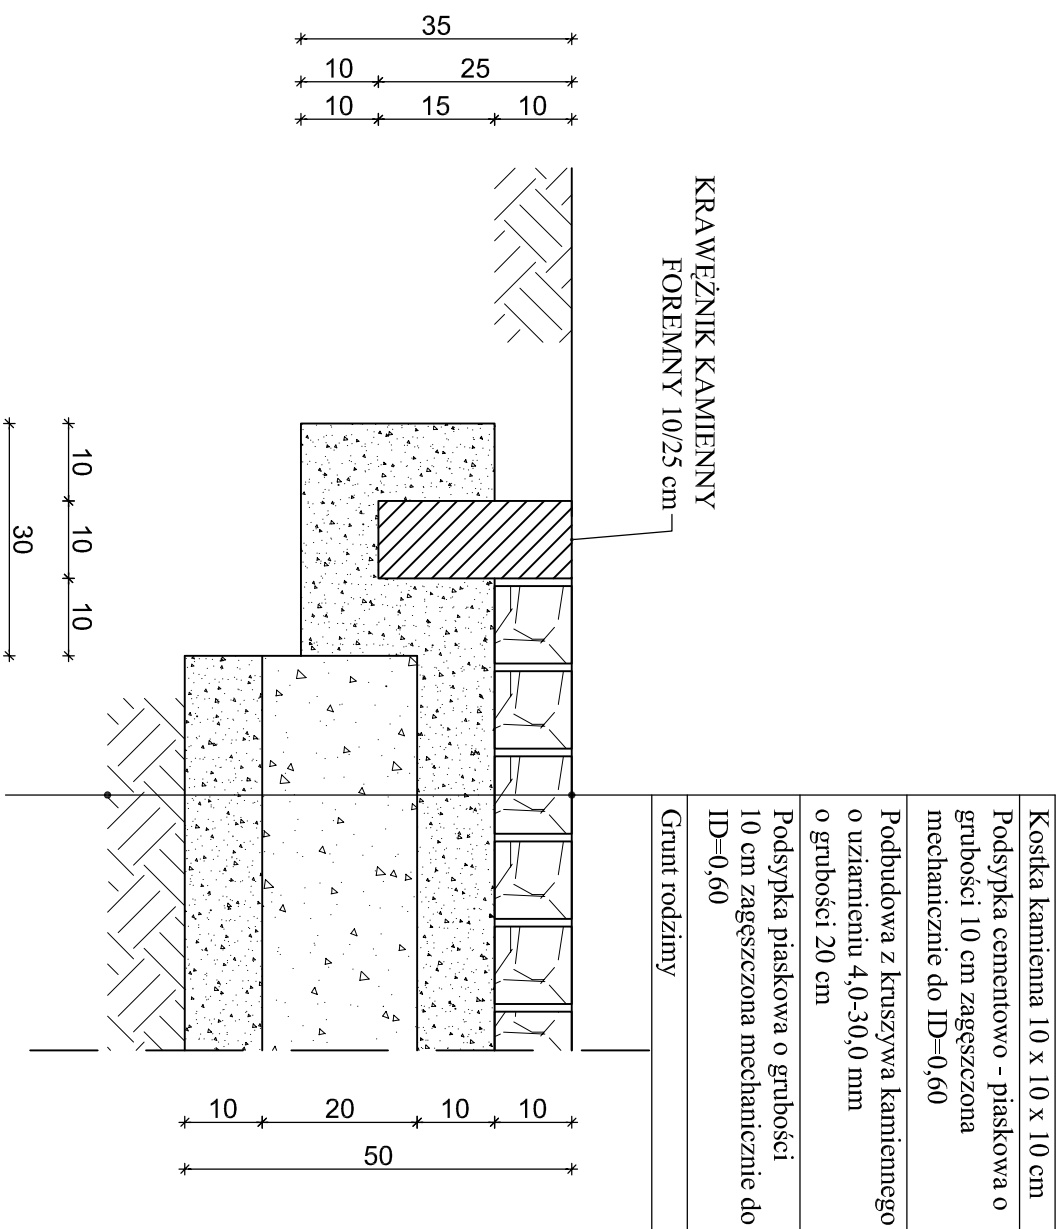 KRAWĘŻNIK KAMIENNY
FOREMNY 10/25 cm
Kostka kamienna 10 x 10 x 10 cm
Podsypka cementowo - piaskowa o
grubości 10 cm zagęszczona
mechanicznie do ID=0,60
Podbudowa z kruszywa kamiennego
o uziarnieniu 4,0-30,0 mm
o grubości 20 cm
Podsypka piaskowa o grubości
10 cm zagęszczona mechanicznie do
ID=0,60
Grunt rodzimy
35
10 25
10 15 10
10 10 10
30
10 20 10 10
50